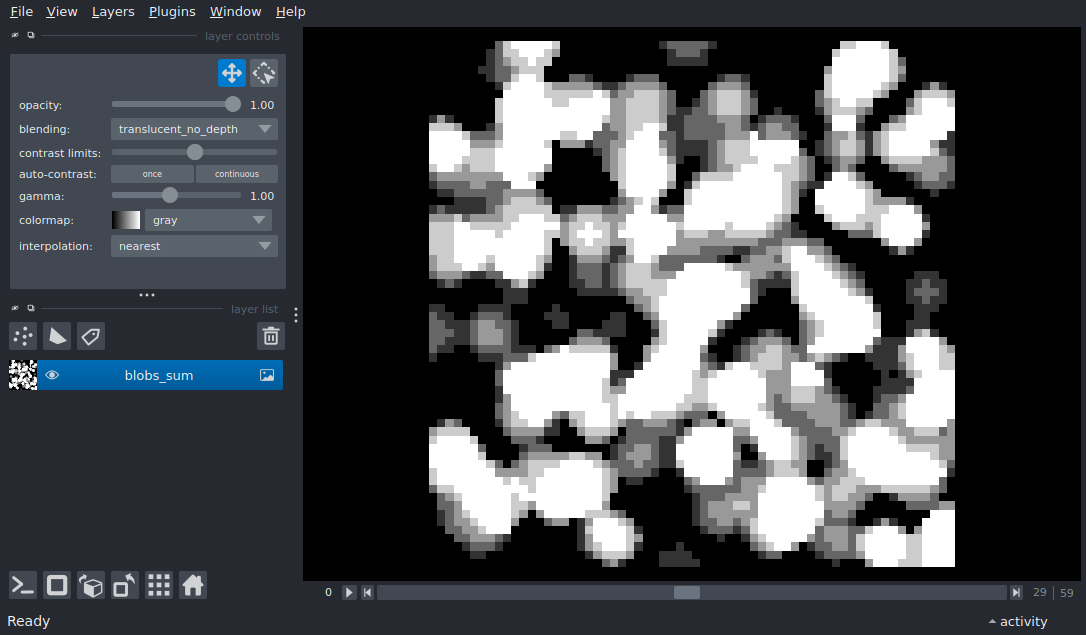 File View Layers Plugins Window Help
layer controls
opacity: 1.00
blending: translucent_no_depth
contrast limits:
auto-contrast: once continuous
gamma: 1.00
colormap: gray
interpolation: nearest
layer list
blobs_sum
0 29 | 59
Ready activity